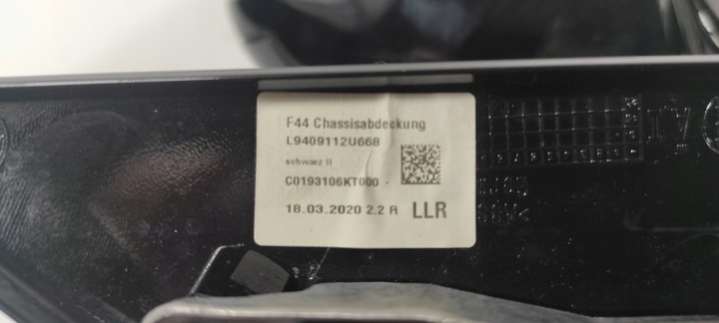 F44 Chassisabdeckung
L9409112U668
schwarz II
C0193106KT000
18.03.2020 2.2 A LLR